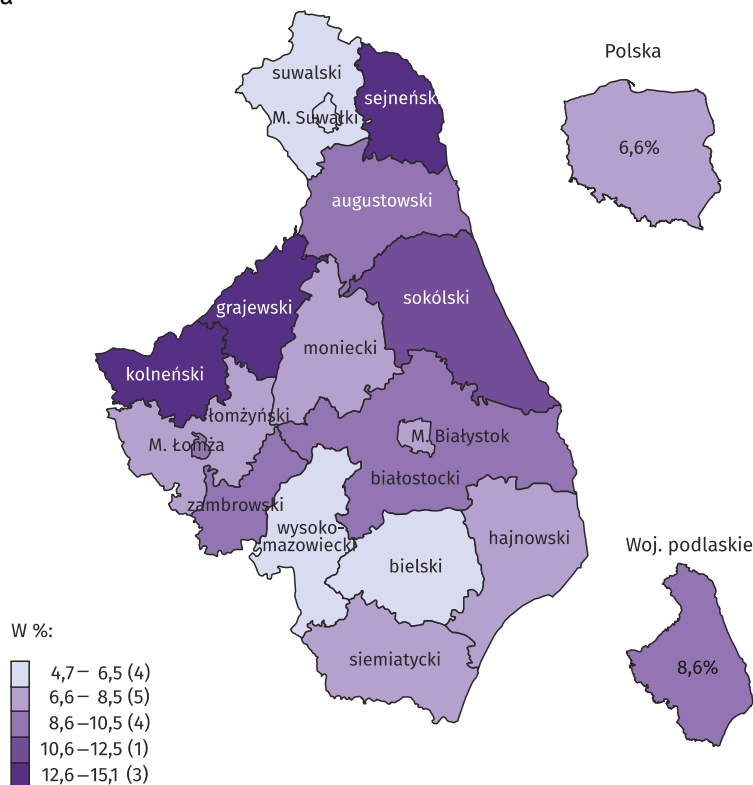 a
Polska
suwalski
sejneński
M. Suwałki
6,6%
augustowski
sokólski
grajewski
moniecki
kolneński
łomżyński
M. Białystok
M. Łomża
białostocki
zambrowski
wysoko-
mazowiecki
hajnowski
Woj. podlaskie
bielski
siemiatycki
8,6%
W %:
4,7– 6,5 (4)
6,6– 8,5 (5)
8,6–10,5 (4)
10,6–12,5 (1)
12,6–15,1 (3)